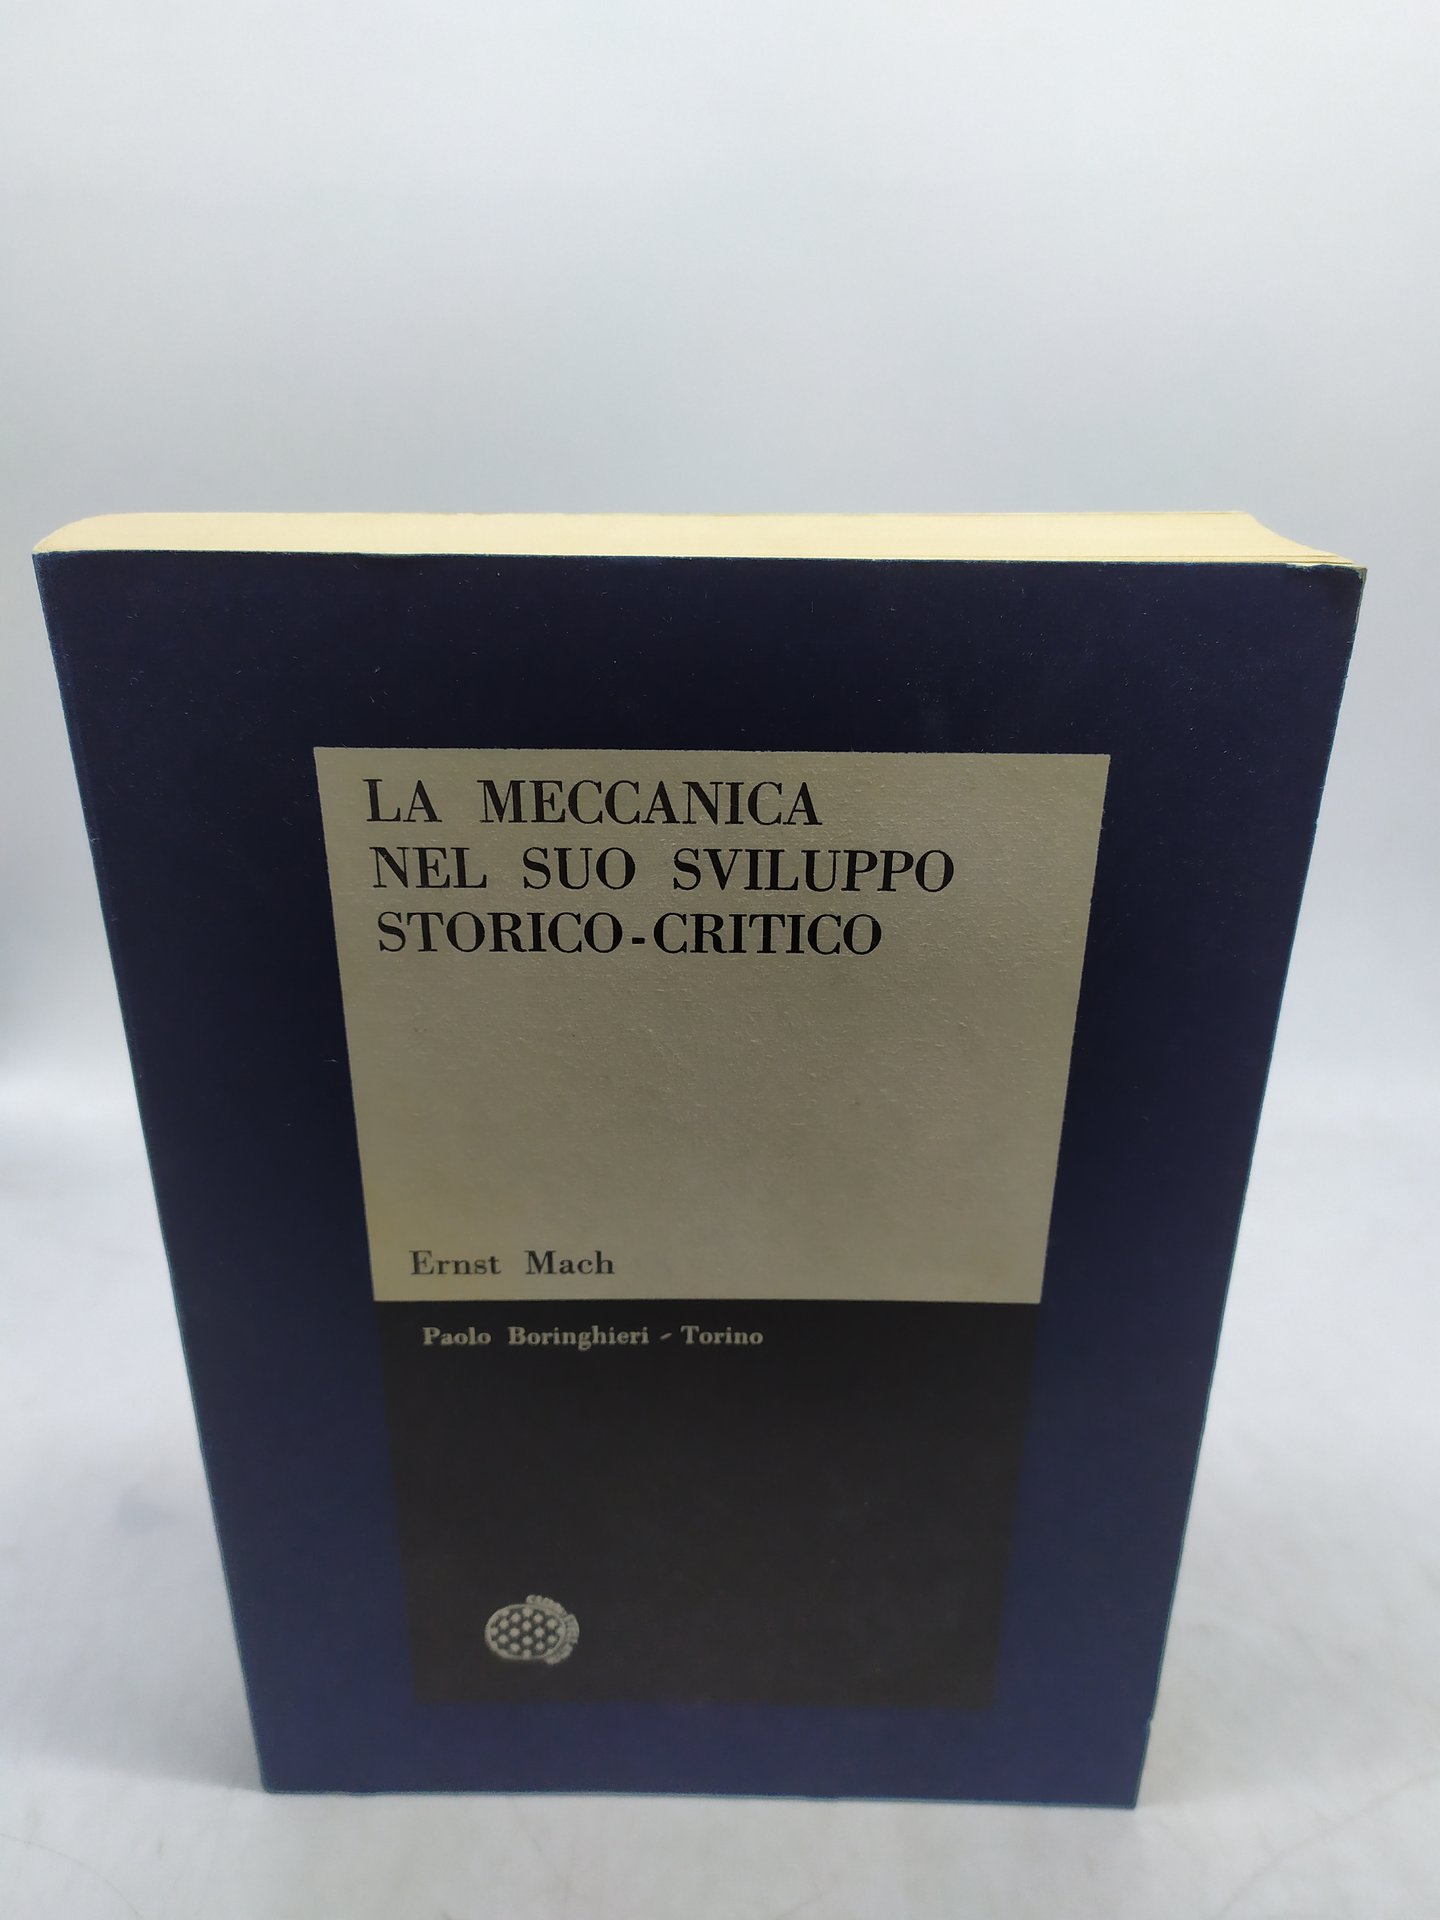 LA MECCANICA
NEL SUO SVILUPPO
STORICO-CRITICO
Ernst Mach
Paolo Boringhieri - Torino